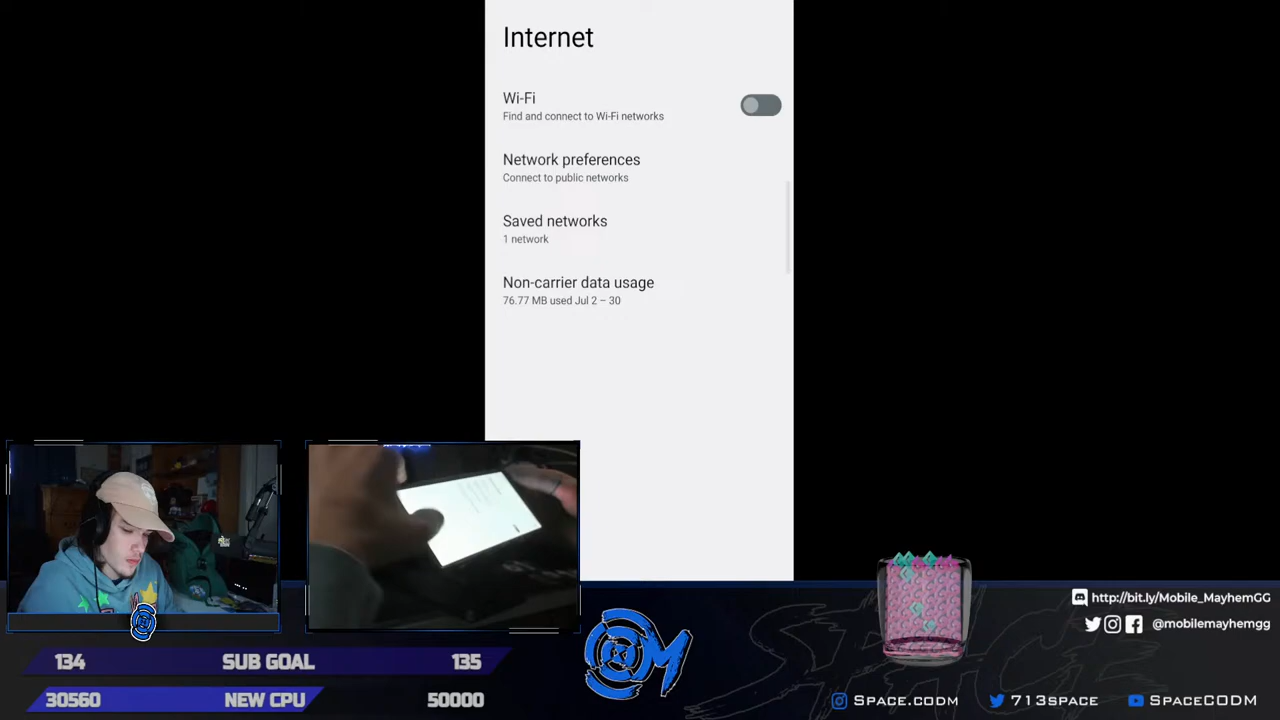 Internet
Wi-Fi
Find and connect to Wi-Fi networks
Network preferences
Connect to public networks
Saved networks
1 network
Non-carrier data usage
76.77 MB used Jul 2 – 30
http://bit.ly/Mobile_MayhemGG
@mobilemayhemgg
134 SUB GOAL 135
30560 NEW CPU 50000
Space.CODM 713space SpaceCODM
SPACE